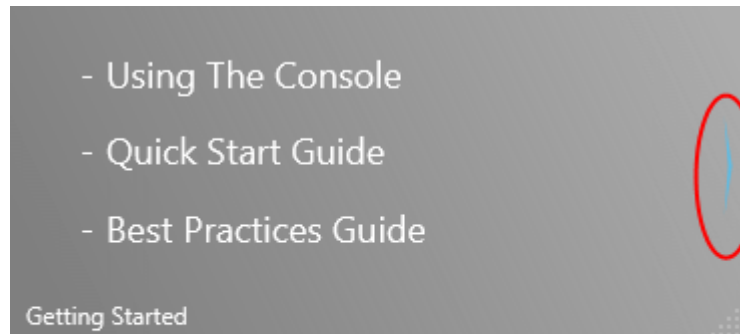 - Using The Console
- Quick Start Guide
- Best Practices Guide
Getting Started